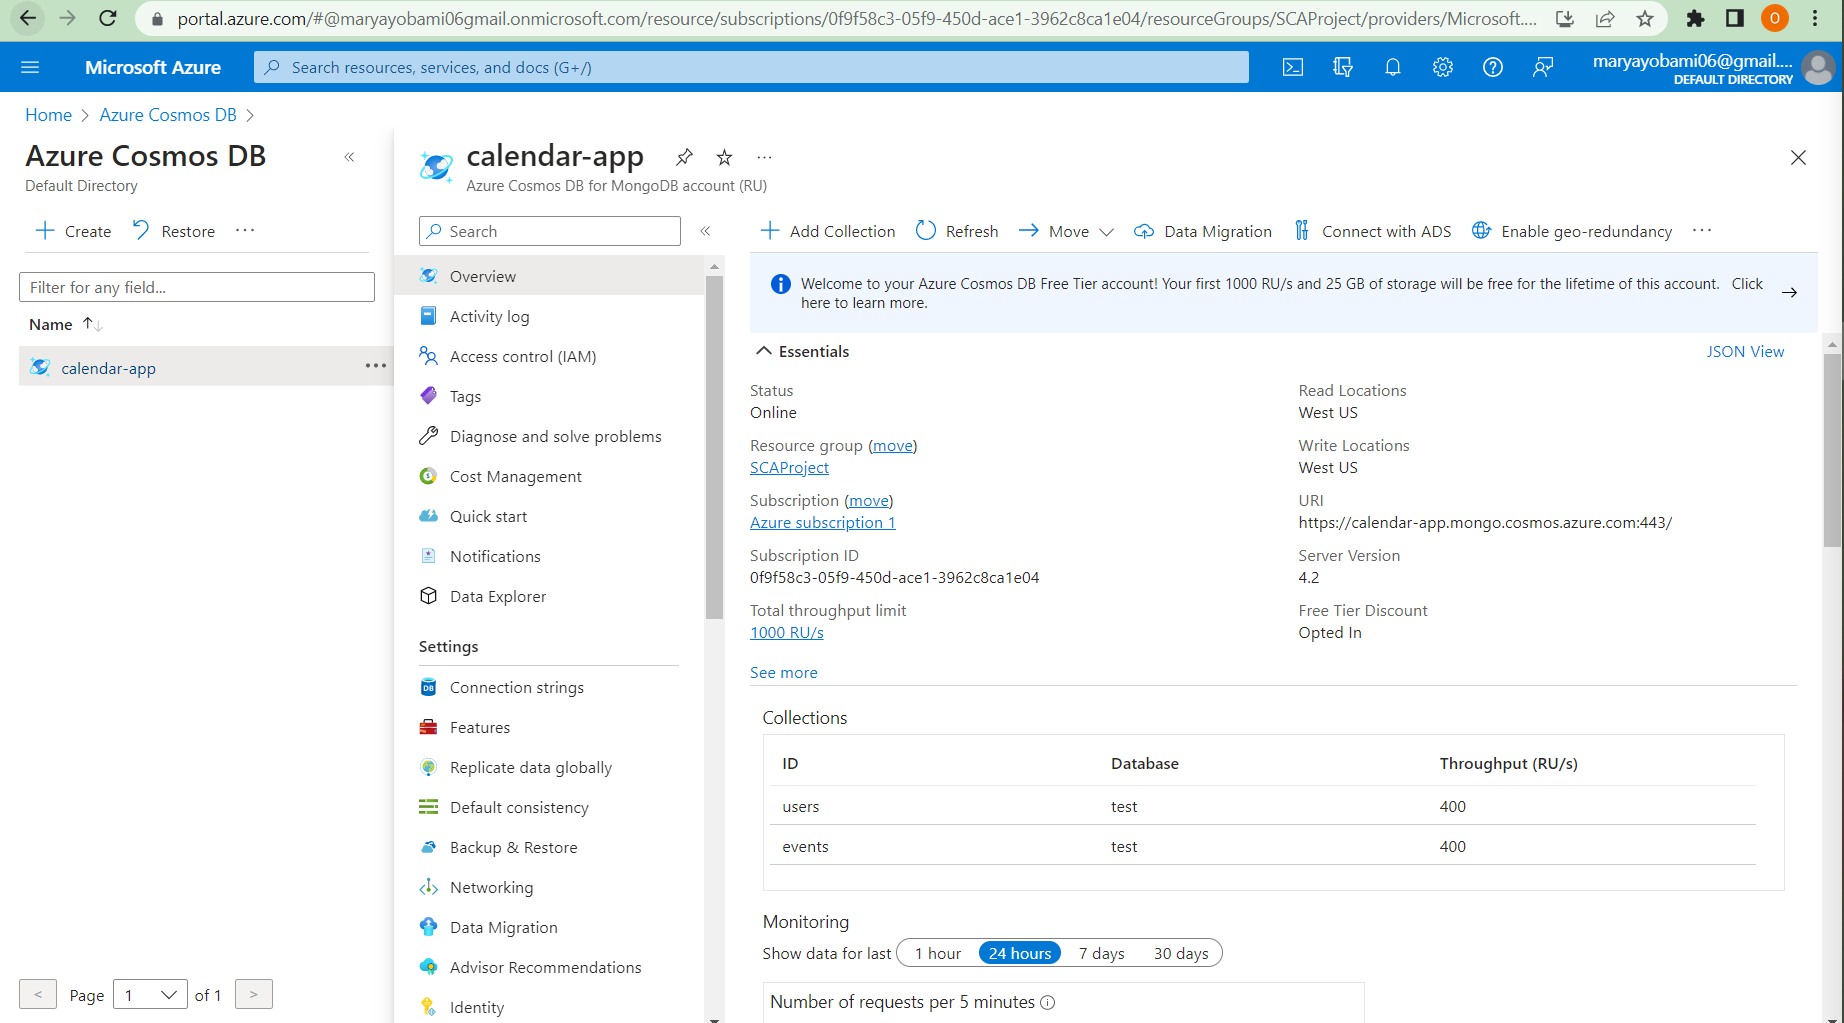 portal.azure.com/#@maryayobami06gmail.onmicrosoft.com/resource/subscriptions/0f9f58c3-05f9-450d-ace1-3962c8ca1e04/resourceGroups/SCAProject/providers/Microsoft....
O
Microsoft Azure
Search resources, services, and docs (G+/)
maryayobami06@gmail....
DEFAULT DIRECTORY
Home > Azure Cosmos DB >
Azure Cosmos DB
Default Directory
Create Restore ...
Filter for any field...
Name
calendar-app ...
< Page 1 of 1 >
calendar-app ...
Azure Cosmos DB for MongoDB account (RU)
Search
Overview
Activity log
Access control (IAM)
Tags
Diagnose and solve problems
Cost Management
Quick start
Notifications
Data Explorer
Settings
Connection strings
Features
Replicate data globally
Default consistency
Backup & Restore
Networking
Data Migration
Advisor Recommendations
Identity
Add Collection Refresh Move Data Migration Connect with ADS Enable geo-redundancy ...
Welcome to your Azure Cosmos DB Free Tier account! Your first 1000 RU/s and 25 GB of storage will be free for the lifetime of this account. Click
here to learn more.
Essentials
JSON View
Status
Online
Resource group (move)
SCAProject
Subscription (move)
Azure subscription 1
Subscription ID
0f9f58c3-05f9-450d-ace1-3962c8ca1e04
Total throughput limit
1000 RU/s
See more
Read Locations
West US
Write Locations
West US
URI
https://calendar-app.mongo.cosmos.azure.com:443/
Server Version
4.2
Free Tier Discount
Opted In
Collections
ID Database Throughput (RU/s)
users test 400
events test 400
Monitoring
Show data for last 1 hour 24 hours 7 days 30 days
Number of requests per 5 minutes